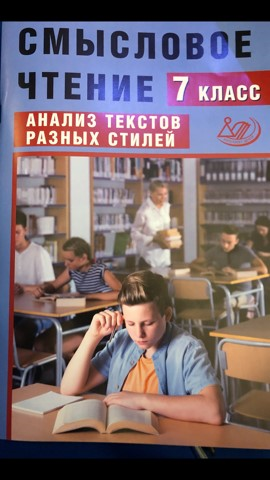 СМЫСЛОВОЕ
ЧТЕНИЕ 7 КЛАСС
АНАЛИЗ ТЕКСТОВ
РАЗНЫХ СТИЛЕЙ